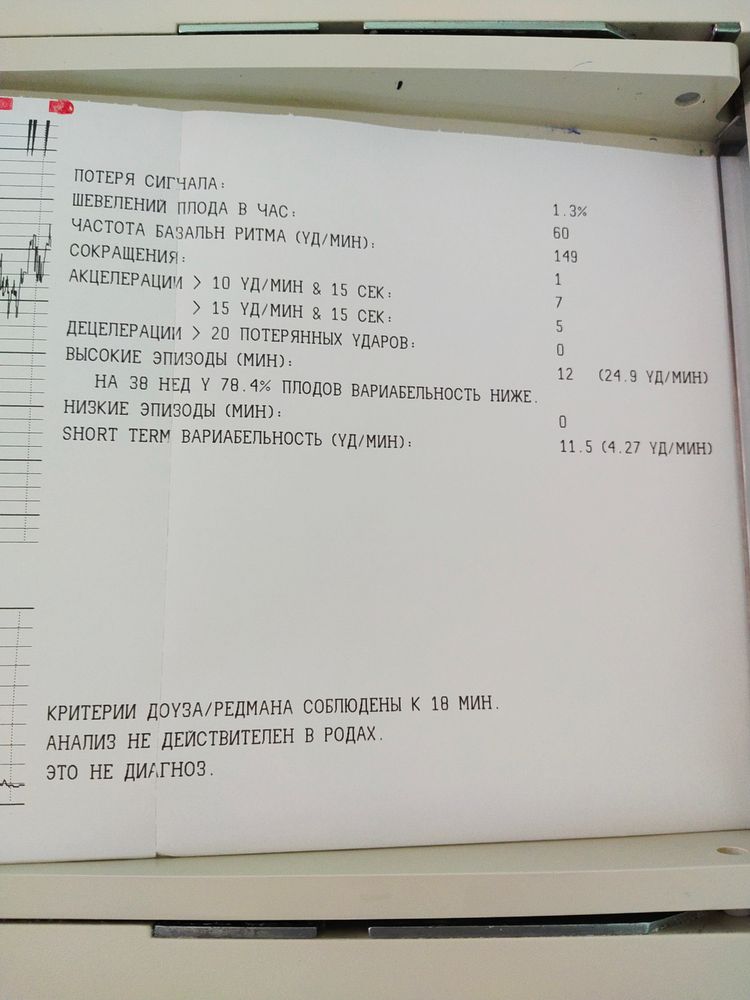 ПОТЕРЯ СИГНАЛА: 1.3%
ШЕВЕЛЕНИЙ ПЛОДА В ЧАС: 60
ЧАСТОТА БАЗАЛЬН РИТМА (УД/МИН): 149
СОКРАЩЕНИЯ: 1
АКЦЕЛЕРАЦИИ > 10 УД/МИН & 15 СЕК: 7
> 15 УД/МИН & 15 СЕК: 5
ДЕЦЕЛЕРАЦИИ > 20 ПОТЕРЯННЫХ УДАРОВ: 0
ВЫСОКИЕ ЭПИЗОДЫ (МИН): 12 (24.9 УД/МИН)
НА 38 НЕД У 78.4% ПЛОДОВ ВАРИАБЕЛЬНОСТЬ НИЖЕ.
НИЗКИЕ ЭПИЗОДЫ (МИН): 0
SHORT TERM ВАРИАБЕЛЬНОСТЬ (УД/МИН): 11.5 (4.27 УД/МИН)
КРИТЕРИИ ДОУЗА/РЕДМАНА СОБЛЮДЕНЫ К 18 МИН.
АНАЛИЗ НЕ ДЕЙСТВИТЕЛЕН В РОДАХ.
ЭТО НЕ ДИАГНОЗ.